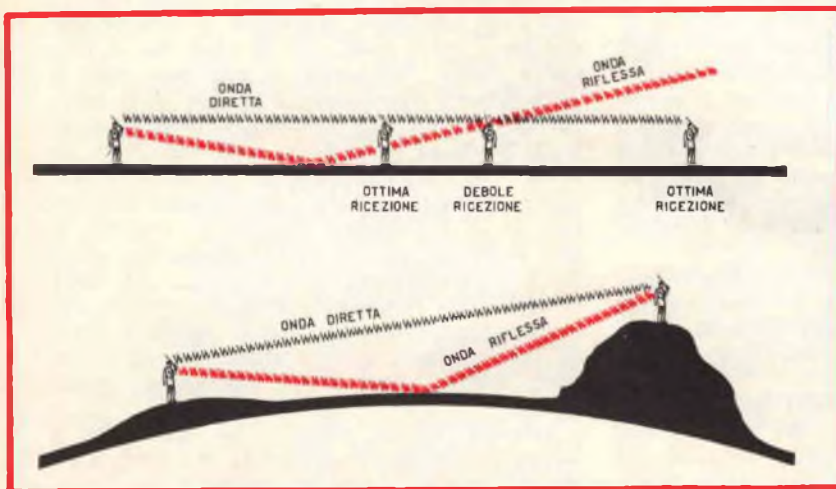 ONDA
DIRETTA
ONDA
RIFLESSA
OTTIMA
RICEZIONE
DEBOLE
RICEZIONE
OTTIMA
RICEZIONE
ONDA DIRETTA
ONDA RIFLESSA